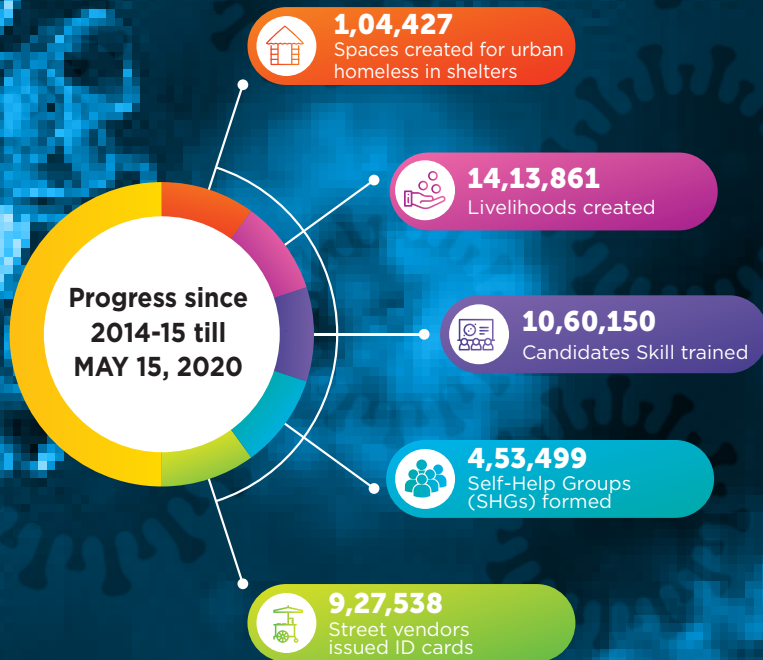 1,04,427
Spaces created for urban
homeless in shelters
14,13,861
Livelihoods created
Progress since
2014-15 till
MAY 15, 2020
10,60,150
Candidates Skill trained
4,53,499
Self-Help Groups
(SHGs) formed
9,27,538
Street vendors
issued ID cards